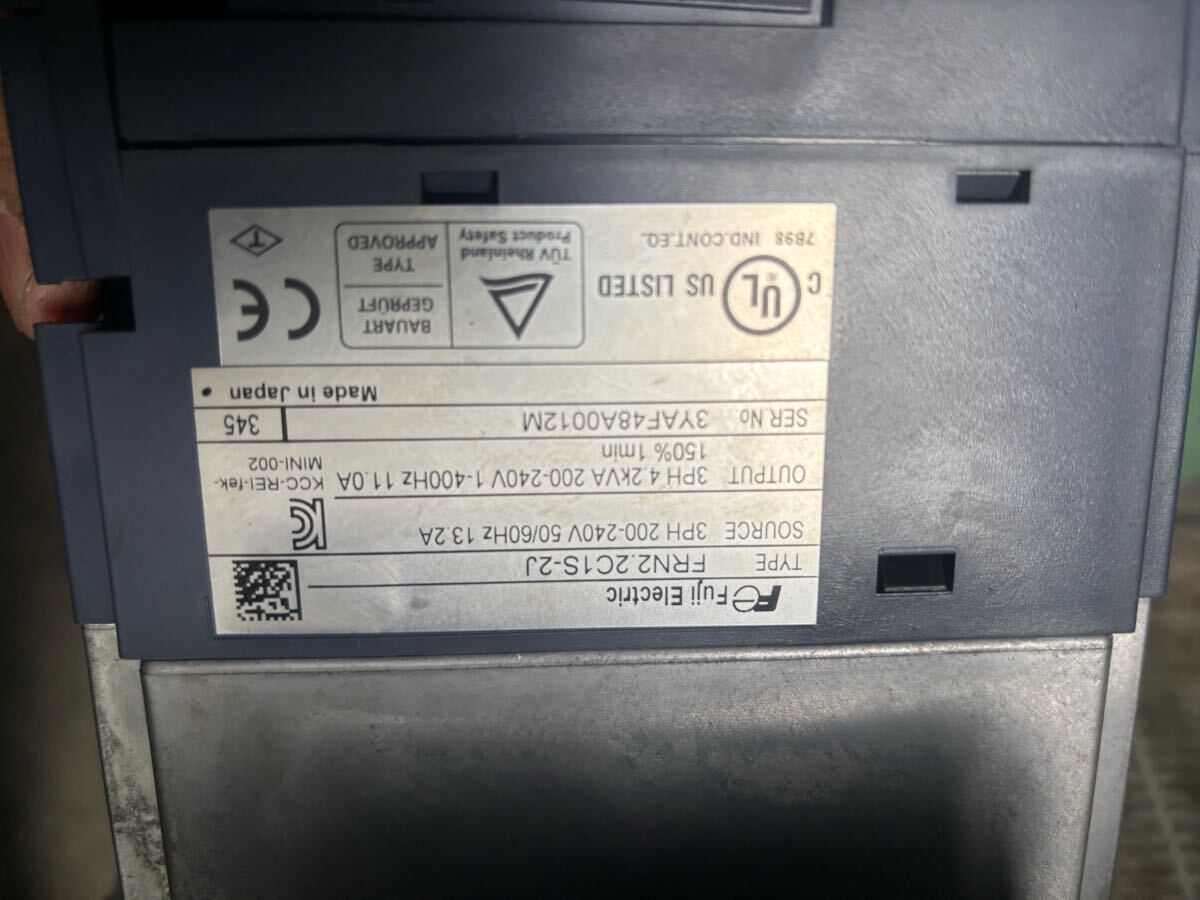 Fe Fuji Electric
TYPE FRN2.2C1S-2J
SOURCE 3PH 200-240V 50/60Hz 13.2A
OUTPUT 3PH 4.2kVA 200-240V 1-400Hz 11.0A
150% 1min
KCC-REI-fek-
MINI-002
SER.No. 3YAF48A0012M 345
Made in Japan
C UL US LISTED
7B98 IND.CONT.EQ.
TÜV Rheinland
Product Safety
BAUART
GEPRÜFT
TYPE
APPROVED
CE
T